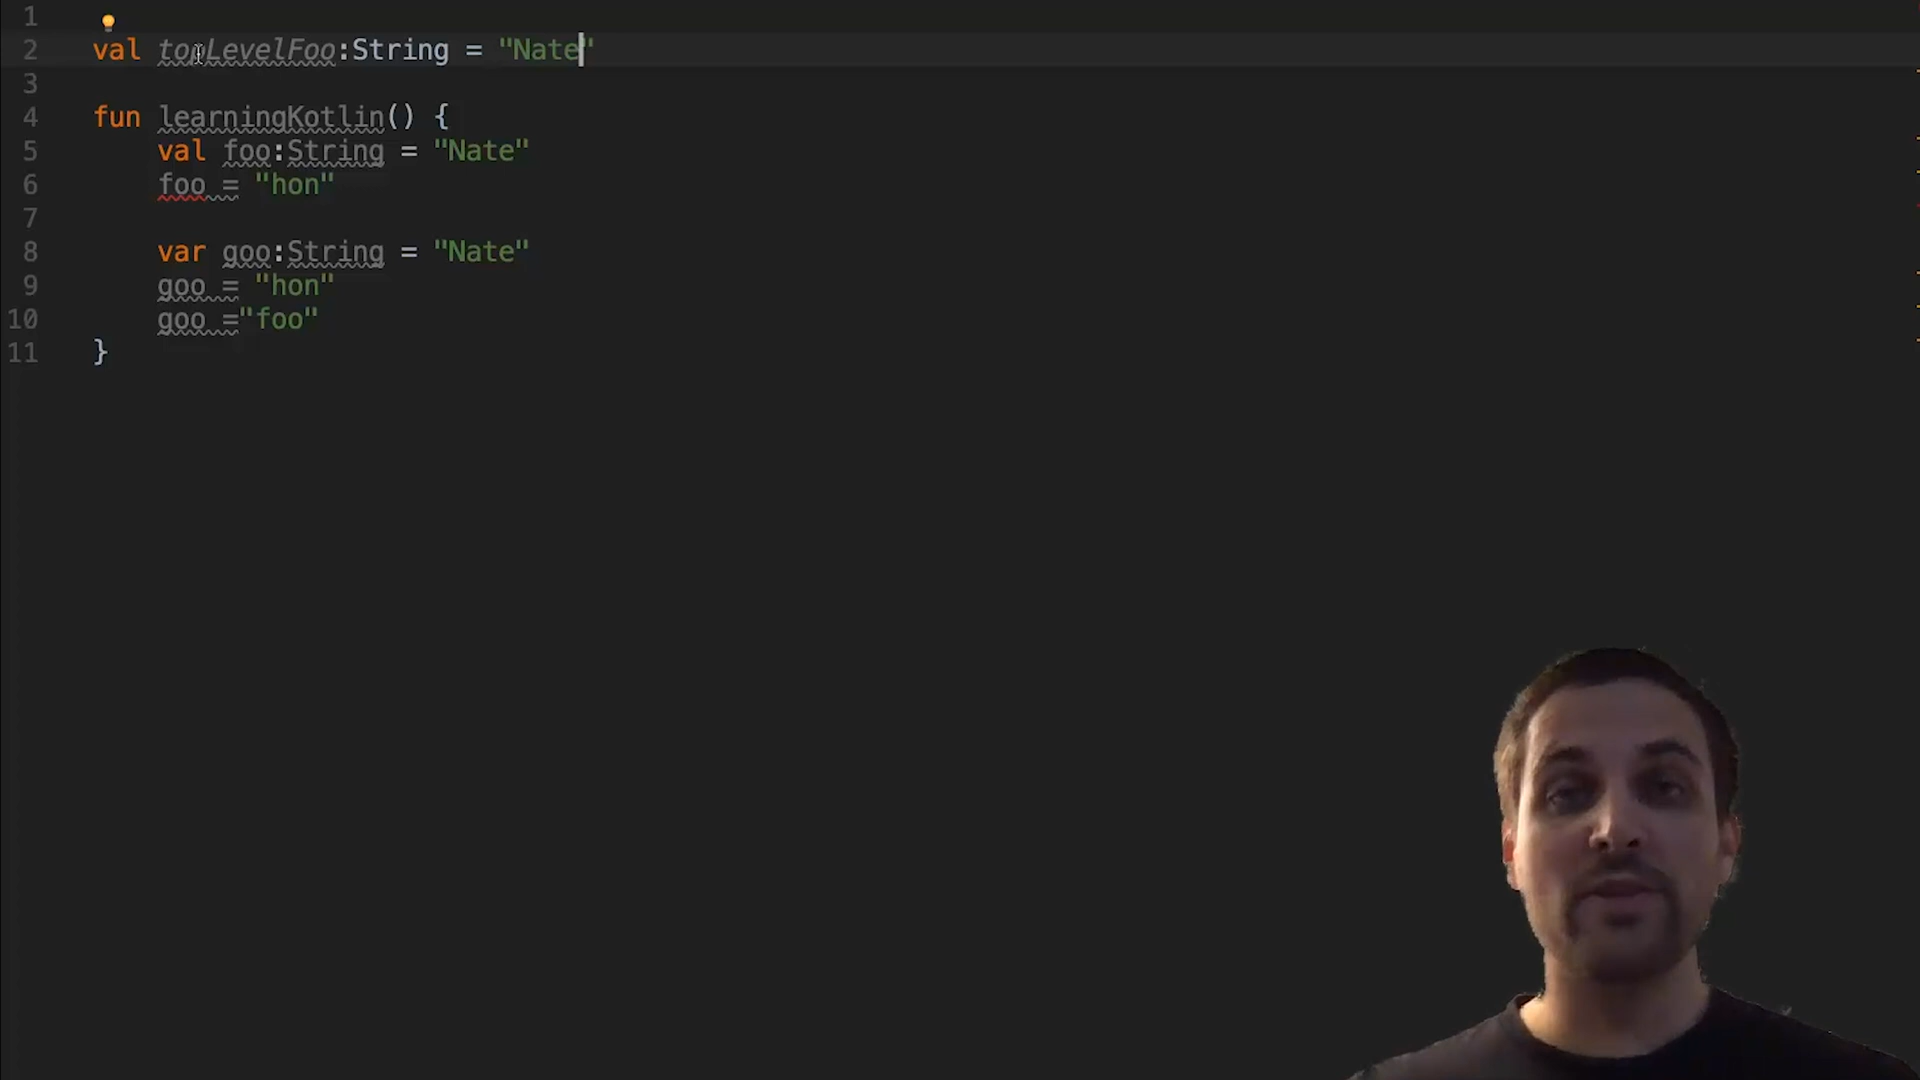 1
2 val topLevelFoo:String = "Nate"
3
4 fun learningKotlin() {
5 val foo:String = "Nate"
6 foo = "hon"
7
8 var goo:String = "Nate"
9 goo = "hon"
10 goo ="foo"
11 }